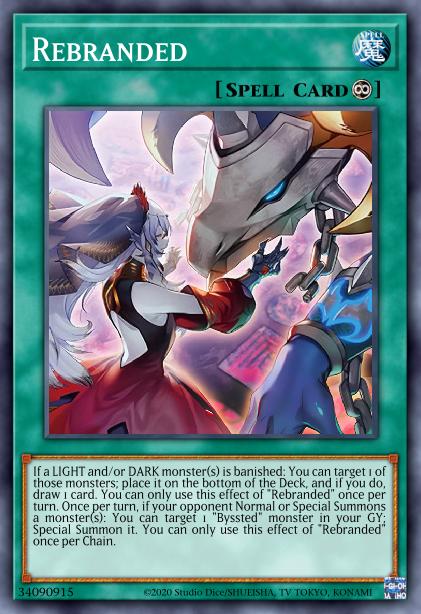 REBRANDED
SPELL
魔
[SPELL CARD]
If a LIGHT and/or DARK monster(s) is banished: You can target 1 of
those monsters; place it on the bottom of the Deck, and if you do,
draw 1 card. You can only use this effect of "Rebranded" once per
turn. Once per turn, if your opponent Normal or Special Summons
a monster(s): You can target 1 "Byssted" monster in your GY;
Special Summon it. You can only use this effect of "Rebranded"
once per Chain.
34090915
©2020 Studio Dice/SHUEISHA, TV TOKYO, KONAMI